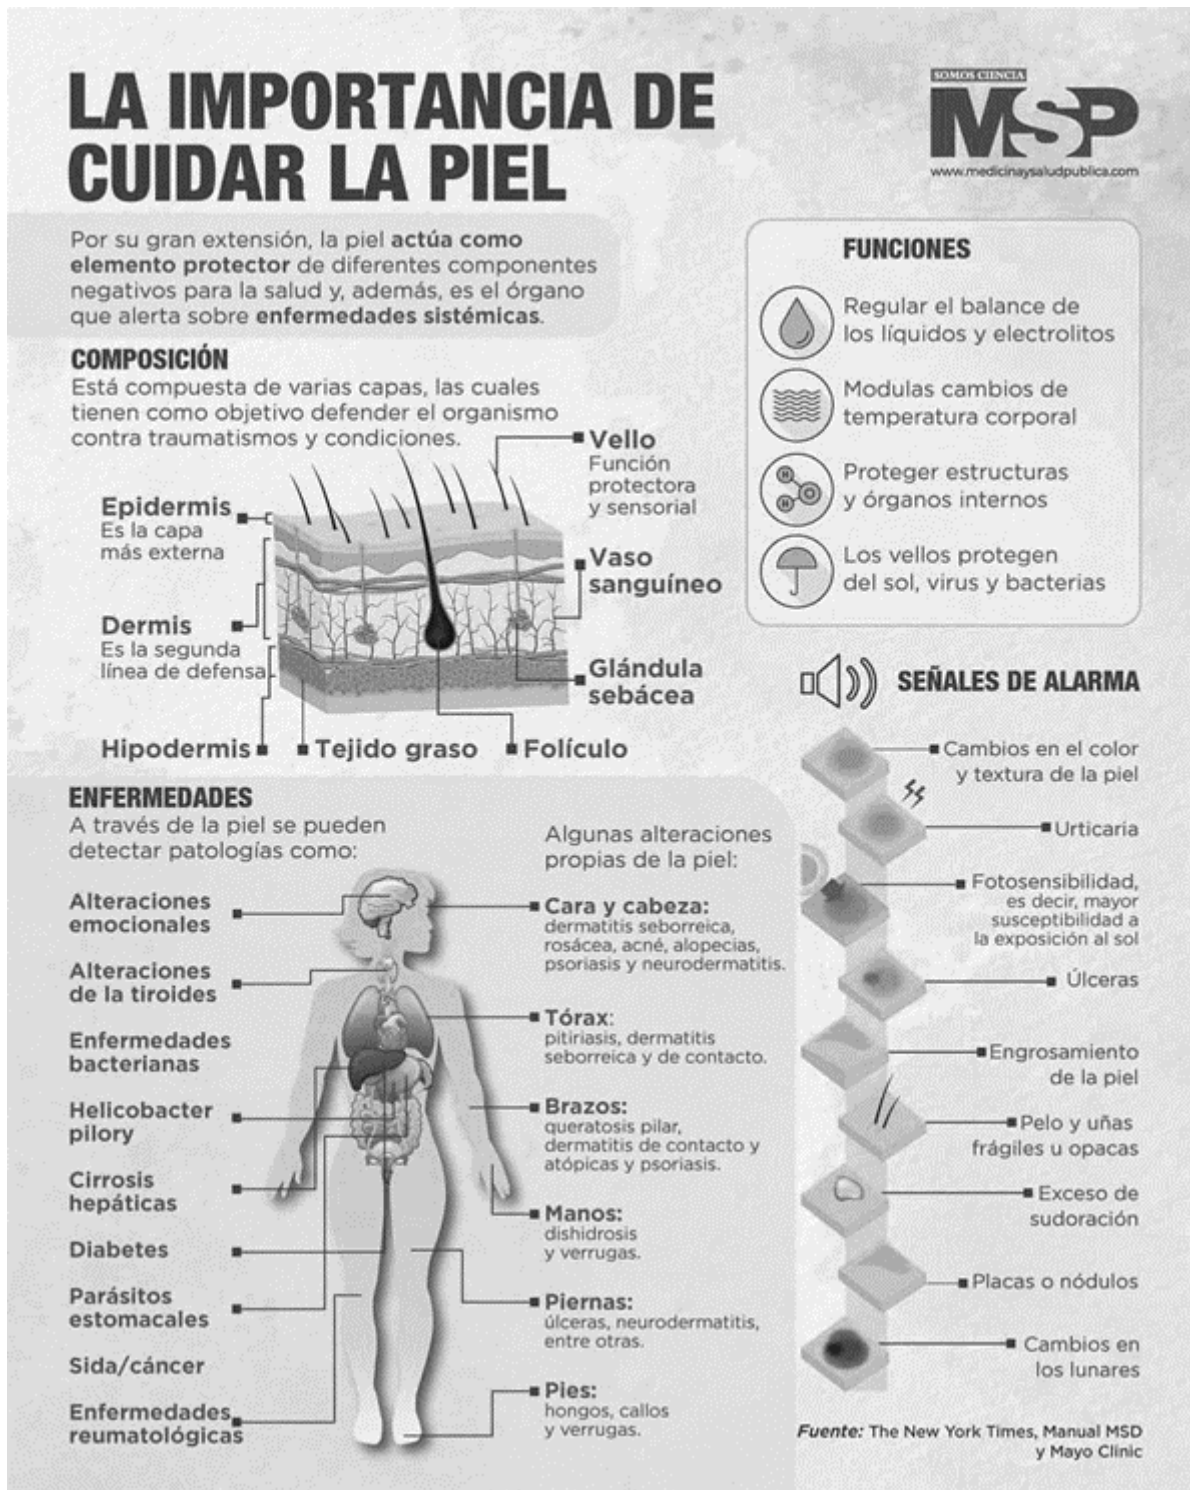 LA IMPORTANCIA DE
CUIDAR LA PIEL
SOMOS CIENCIA
MSP
www.medicinaysaludpublica.com
Por su gran extensión, la piel actúa como
elemento protector de diferentes componentes
negativos para la salud y, además, es el órgano
que alerta sobre enfermedades sistémicas.
COMPOSICIÓN
Está compuesta de varias capas, las cuales
tienen como objetivo defender el organismo
contra traumatismos y condiciones.
Vello
Función
protectora
y sensorial
Epidermis
Es la capa
más externa
Vaso
sanguíneo
Dermis
Es la segunda
línea de defensa
Glándula
sebácea
Hipodermis
Tejido graso
Folículo
FUNCIONES
Regular el balance de
los líquidos y electrolitos
Modulas cambios de
temperatura corporal
H
H
O
Proteger estructuras
y órganos internos
Los vellos protegen
del sol, virus y bacterias
SEÑALES DE ALARMA
Cambios en el color
y textura de la piel
Urticaria
Fotosensibilidad,
es decir, mayor
susceptibilidad a
la exposición al sol
Úlceras
Engrosamiento
de la piel
Pelo y uñas
frágiles u opacas
Exceso de
sudoración
Placas o nódulos
Cambios en
los lunares
ENFERMEDADES
A través de la piel se pueden
detectar patologías como:
Alteraciones
emocionales
Alteraciones
de la tiroides
Enfermedades
bacterianas
Helicobacter
pilory
Cirrosis
hepáticas
Diabetes
Parásitos
estomacales
Sida/cáncer
Enfermedades
reumatológicas
Algunas alteraciones
propias de la piel:
Cara y cabeza:
dermatitis seborreica,
rosácea, acné, alopecias,
psoriasis y neurodermatitis.
Tórax:
pitiriasis, dermatitis
seborreica y de contacto.
Brazos:
queratosis pilar,
dermatitis de contacto y
atópicas y psoriasis.
Manos:
dishidrosis
y verrugas.
Piernas:
úlceras, neurodermatitis,
entre otras.
Pies:
hongos, callos
y verrugas.
Fuente: The New York Times, Manual MSD
y Mayo Clinic